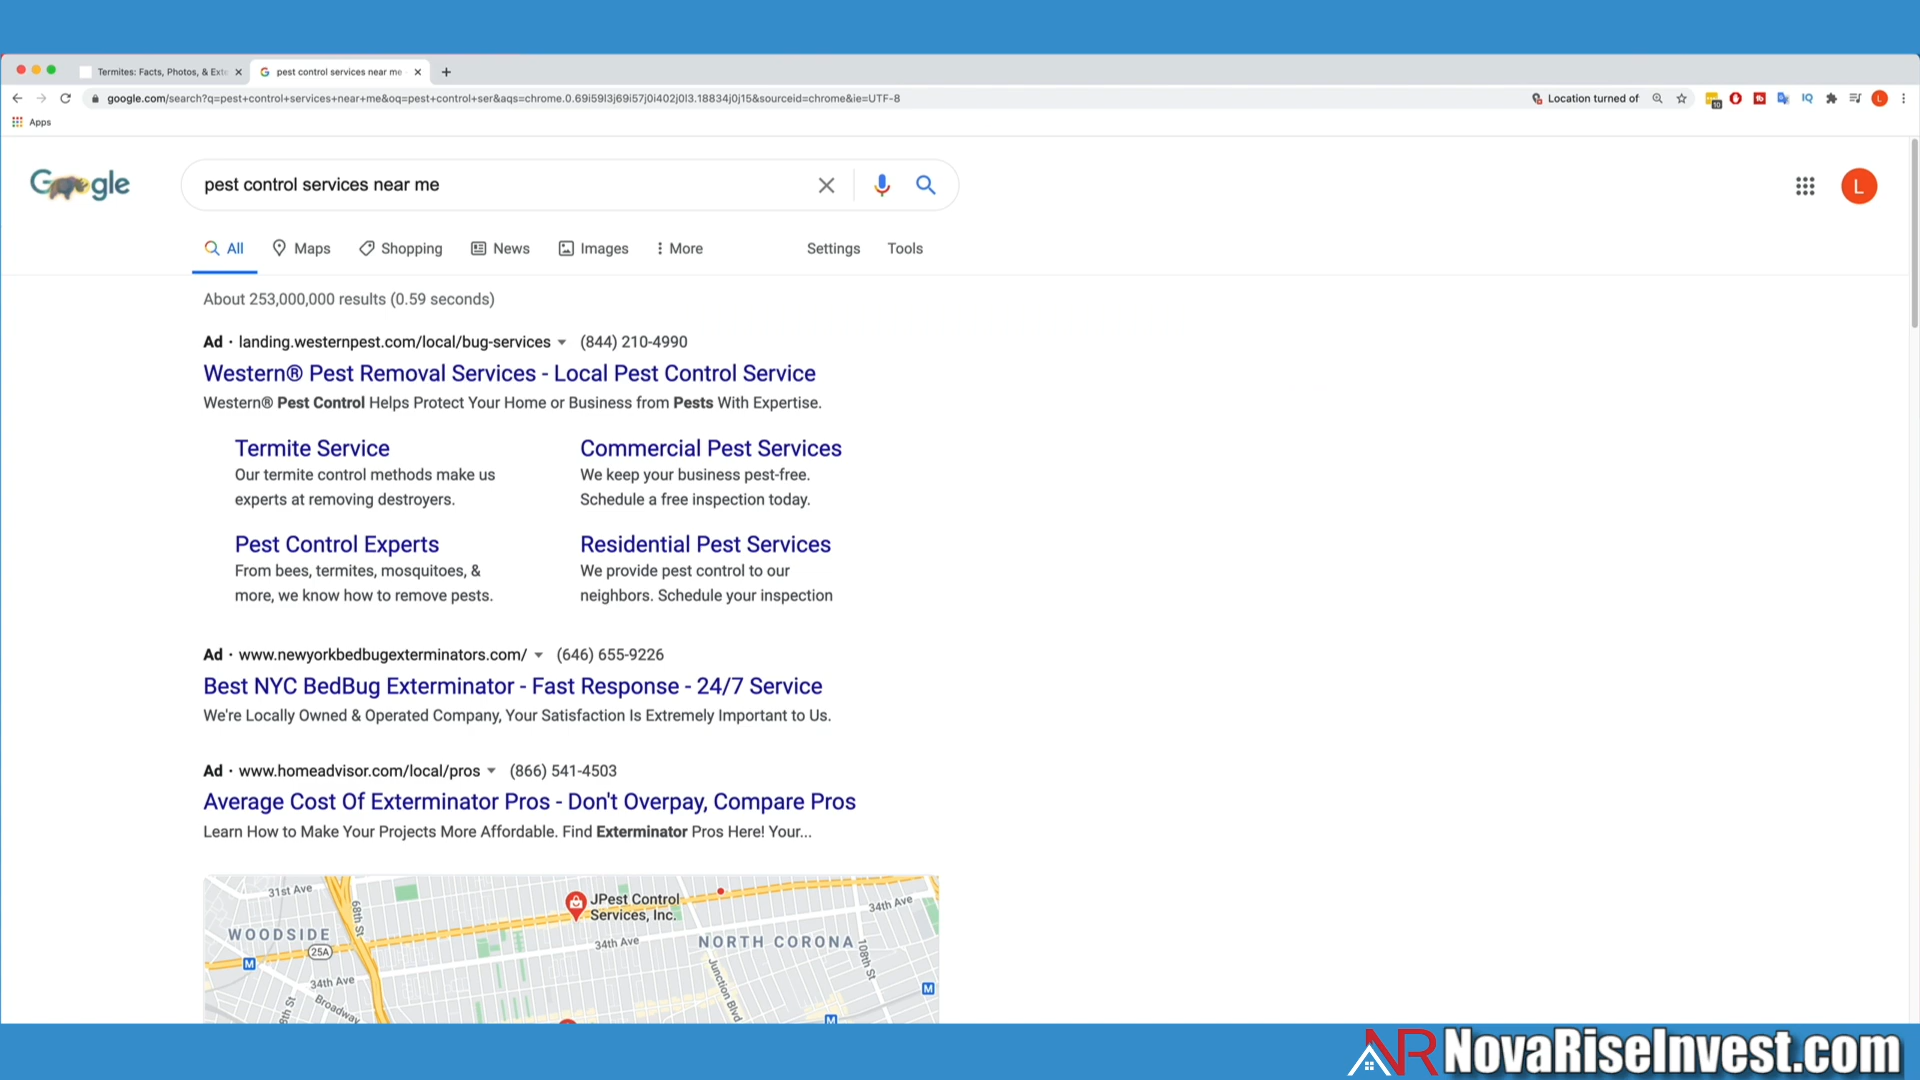 Termites: Facts, Photos, & Exte
pest control services near me
google.com/search?q=pest+control+services+near+me&oq=pest+control+ser&aqs=chrome.0.69i59l3j69i57j0i402j0l3.18834j0j15&sourceid=chrome&ie=UTF-8
Location turned of
10
IQ
L
Apps
Google
pest control services near me
L
All
Maps
Shopping
News
Images
More
Settings
Tools
About 253,000,000 results (0.59 seconds)
Ad · landing.westernpest.com/local/bug-services (844) 210-4990
Western® Pest Removal Services - Local Pest Control Service
Western® Pest Control Helps Protect Your Home or Business from Pests With Expertise.
Termite Service
Our termite control methods make us
experts at removing destroyers.
Commercial Pest Services
We keep your business pest-free.
Schedule a free inspection today.
Pest Control Experts
From bees, termites, mosquitoes, &
more, we know how to remove pests.
Residential Pest Services
We provide pest control to our
neighbors. Schedule your inspection
Ad · www.newyorkbedbugexterminators.com/ (646) 655-9226
Best NYC BedBug Exterminator - Fast Response - 24/7 Service
We're Locally Owned & Operated Company, Your Satisfaction Is Extremely Important to Us.
Ad · www.homeadvisor.com/local/pros (866) 541-4503
Average Cost Of Exterminator Pros - Don't Overpay, Compare Pros
Learn How to Make Your Projects More Affordable. Find Exterminator Pros Here! Your...
31st Ave
68th St
JPest Control
Services, Inc.
34th Ave
WOODSIDE
25A
M
34th Ave
NORTH CORONA
108th St
34th Ave
Junction Blvd
M
Broadway
M
NR NovaRiseInvest.com